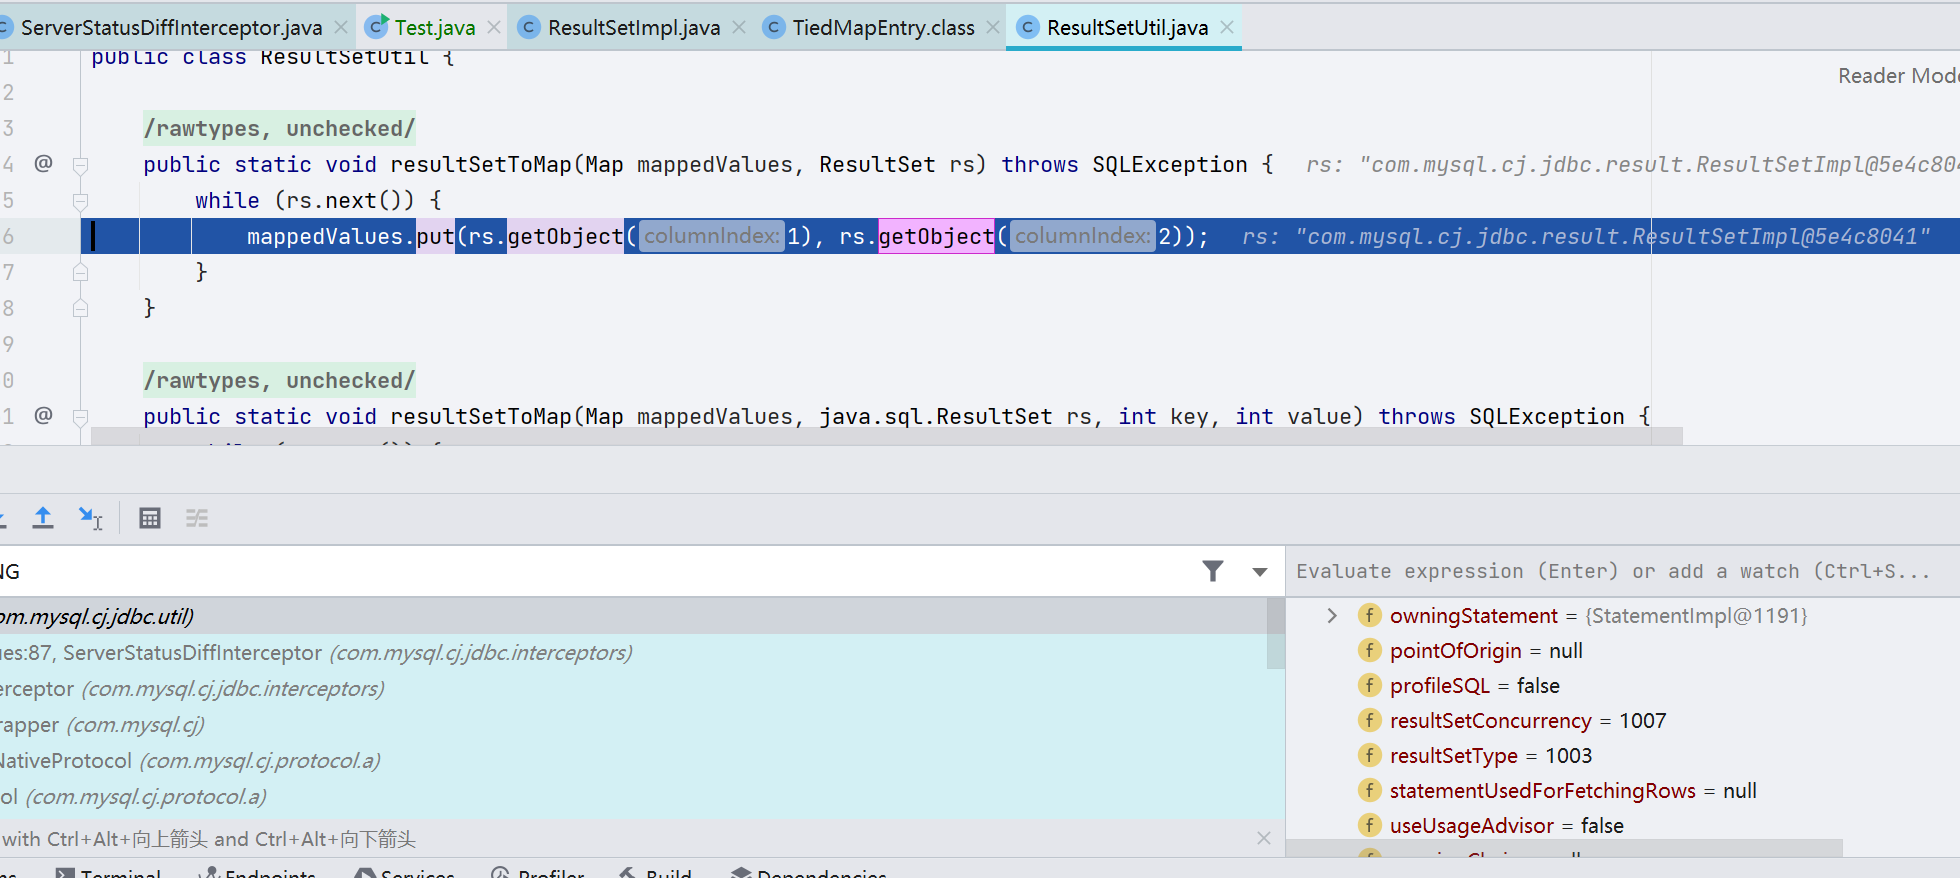 ServerStatusDiffInterceptor.java Test.java ResultSetImpl.java TiedMapEntry.class ResultSetUtil.java
1 public class ResultSetUtil {
Reader Mode
2
3 /rawtypes, unchecked/
4 @ public static void resultSetToMap(Map mappedValues, ResultSet rs) throws SQLException { rs: "com.mysql.cj.jdbc.result.ResultSetImpl@5e4c804
5 while (rs.next()) {
6 mappedValues.put(rs.getObject( columnIndex: 1), rs.getObject( columnIndex: 2)); rs: "com.mysql.cj.jdbc.result.ResultSetImpl@5e4c8041"
7 }
8 }
9
0 /rawtypes, unchecked/
1 @ public static void resultSetToMap(Map mappedValues, java.sql.ResultSet rs, int key, int value) throws SQLException {
NG
Evaluate expression (Enter) or add a watch (Ctrl+S...
om.mysql.cj.jdbc.util)
ues:87, ServerStatusDiffInterceptor (com.mysql.cj.jdbc.interceptors)
erceptor (com.mysql.cj.jdbc.interceptors)
rapper (com.mysql.cj)
NativeProtocol (com.mysql.cj.protocol.a)
ol (com.mysql.cj.protocol.a)
with Ctrl+Alt+向上箭头 and Ctrl+Alt+向下箭头
owningStatement = {StatementImpl@1191}
pointOfOrigin = null
profileSQL = false
resultSetConcurrency = 1007
resultSetType = 1003
statementUsedForFetchingRows = null
useUsageAdvisor = false
Terminal Endpoints Services Profiler Build Dependencies